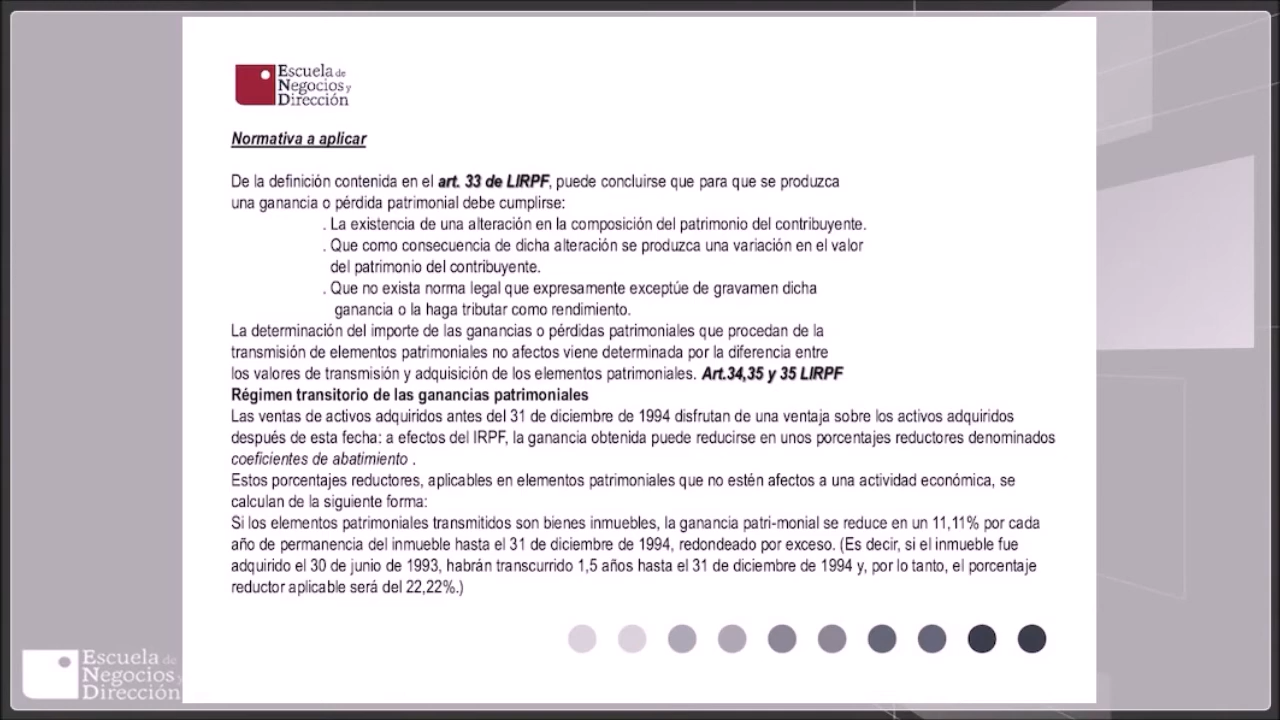 Escuela de
Negocios y
Dirección
Normativa a aplicar
De la definición contenida en el art. 33 de LIRPF, puede concluirse que para que se produzca
una ganancia o pérdida patrimonial debe cumplirse:
. La existencia de una alteración en la composición del patrimonio del contribuyente.
. Que como consecuencia de dicha alteración se produzca una variación en el valor
del patrimonio del contribuyente.
. Que no exista norma legal que expresamente exceptúe de gravamen dicha
ganancia o la haga tributar como rendimiento.
La determinación del importe de las ganancias o pérdidas patrimoniales que procedan de la
transmisión de elementos patrimoniales no afectos viene determinada por la diferencia entre
los valores de transmisión y adquisición de los elementos patrimoniales. Art.34,35 y 35 LIRPF
Régimen transitorio de las ganancias patrimoniales
Las ventas de activos adquiridos antes del 31 de diciembre de 1994 disfrutan de una ventaja sobre los activos adquiridos
después de esta fecha: a efectos del IRPF, la ganancia obtenida puede reducirse en unos porcentajes reductores denominados
coeficientes de abatimiento .
Estos porcentajes reductores, aplicables en elementos patrimoniales que no estén afectos a una actividad económica, se
calculan de la siguiente forma:
Si los elementos patrimoniales transmitidos son bienes inmuebles, la ganancia patri-monial se reduce en un 11,11% por cada
año de permanencia del inmueble hasta el 31 de diciembre de 1994, redondeado por exceso. (Es decir, si el inmueble fue
adquirido el 30 de junio de 1993, habrán transcurrido 1,5 años hasta el 31 de diciembre de 1994 y, por lo tanto, el porcentaje
reductor aplicable será del 22,22%.)
Escuela de
Negocios y
Dirección